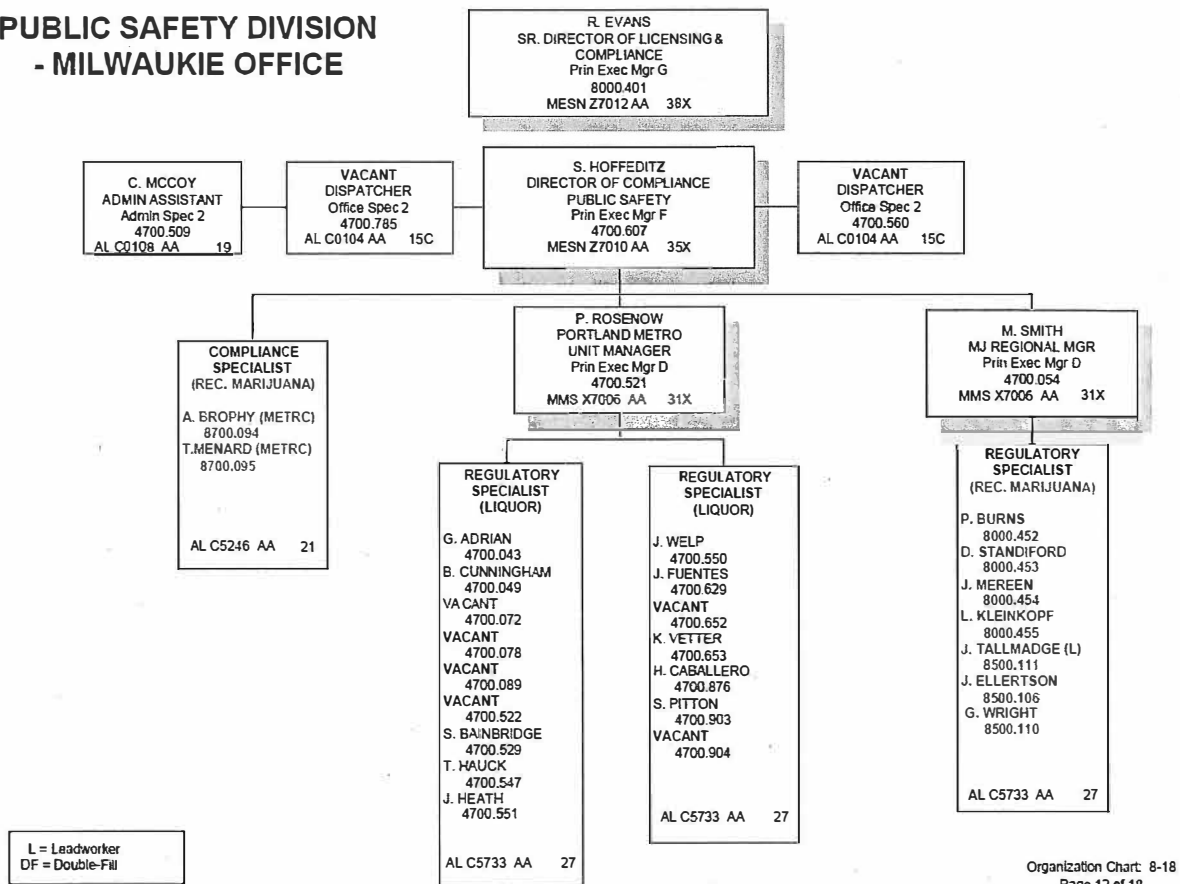 PUBLIC SAFETY DIVISION
- MILWAUKIE OFFICE
R. EVANS
SR. DIRECTOR OF LICENSING &
COMPLIANCE
Prin Exec Mgr G
8000.401
MESN Z7012 AA 38X
C. MCCOY
ADMIN ASSISTANT
Admin Spec 2
4700.509
AL C0108 AA 19
VACANT
DISPATCHER
Office Spec 2
4700.785
AL C0104 AA 15C
S. HOFFEDITZ
DIRECTOR OF COMPLIANCE
PUBLIC SAFETY
Prin Exec Mgr F
4700.607
MESN Z7010 AA 35X
VACANT
DISPATCHER
Office Spec 2
4700.560
AL C0104 AA 15C
COMPLIANCE
SPECIALIST
(REC. MARIJUANA)
A. BROPHY (METRC)
8700.094
T.MENARD (METRC)
8700.095
AL C5246 AA 21
P. ROSENOW
PORTLAND METRO
UNIT MANAGER
Prin Exec Mgr D
4700.521
MMS X7006 AA 31X
M. SMITH
MJ REGIONAL MGR
Prin Exec Mgr D
4700.054
MMS X7006 AA 31X
REGULATORY
SPECIALIST
(LIQUOR)
G. ADRIAN
4700.043
B. CUNNINGHAM
4700.049
VACANT
4700.072
VACANT
4700.078
VACANT
4700.089
VACANT
4700.522
S. BAINBRIDGE
4700.529
T. HAUCK
4700.547
J. HEATH
4700.551
AL C5733 AA 27
REGULATORY
SPECIALIST
(LIQUOR)
J. WELP
4700.550
J. FUENTES
4700.629
VACANT
4700.652
K. VETTER
4700.653
H. CABALLERO
4700.876
S. PITTON
4700.903
VACANT
4700.904
AL C5733 AA 27
REGULATORY
SPECIALIST
(REC. MARIJUANA)
P. BURNS
8000.452
D. STANDIFORD
8000.453
J. MEREEN
8000.454
L. KLEINKOPF
8000.455
J. TALLMADGE (L)
8500.111
J. ELLERTSON
8500.106
G. WRIGHT
8500.110
AL C5733 AA 27
L = Leadworker
DF = Double-Fill
Organization Chart: 8-18
Page 12 of 18